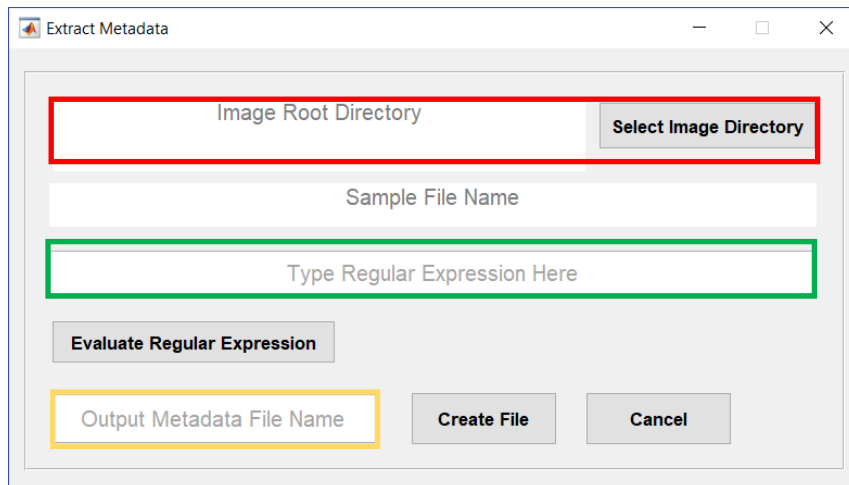 Extract Metadata
Image Root Directory
Select Image Directory
Sample File Name
Type Regular Expression Here
Evaluate Regular Expression
Output Metadata File Name
Create File
Cancel